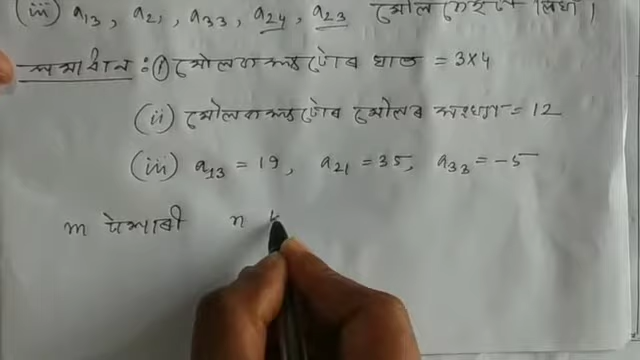 (iii) a₁₃, a₂₁, a₃₃, a₂₄, a₂₃ মৌল কেইটা লিখা।
সমাধান : (i) মৌলকক্ষটোৰ ঘাত = 3×4
(ii) মৌলকক্ষটোৰ মৌলৰ সংখ্যা = 12
(iii) a₁₃ = 19, a₂₁ = 35, a₃₃ = -5
m পথালী n